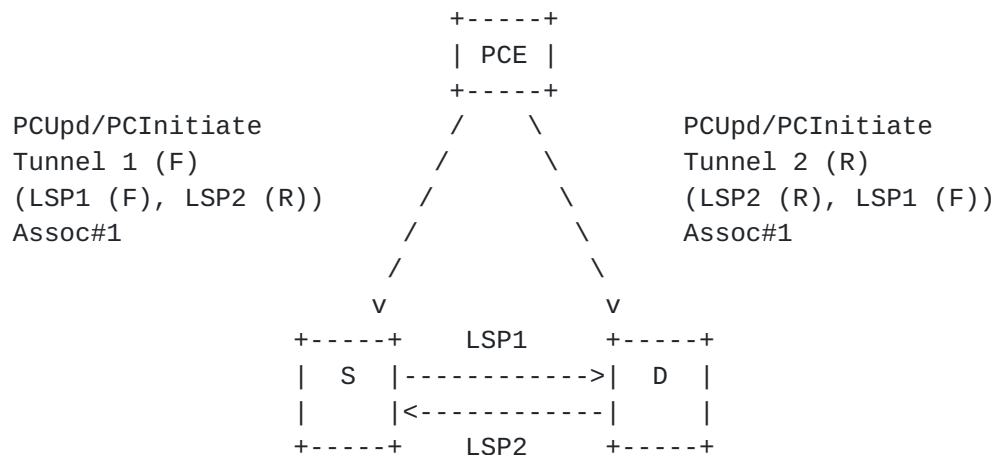 +-----+
                         | PCE |
                         +-----+
PCUpd/PCInitiate         /    \         PCUpd/PCInitiate
Tunnel 1 (F)            /      \        Tunnel 2 (R)
(LSP1 (F), LSP2 (R))   /        \       (LSP2 (R), LSP1 (F))
Assoc#1               /          \      Assoc#1
                     /            \
                    v              v
                +-----+    LSP1    +-----+
                |  S  |------------>|  D  |
                |     |<------------|     |
                +-----+    LSP2    +-----+